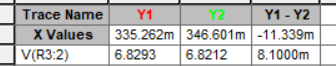 Trace Name Y1 Y2 Y1 - Y2
X Values 335.262m 346.601m -11.339m
V(R3:2) 6.8293 6.8212 8.1000m